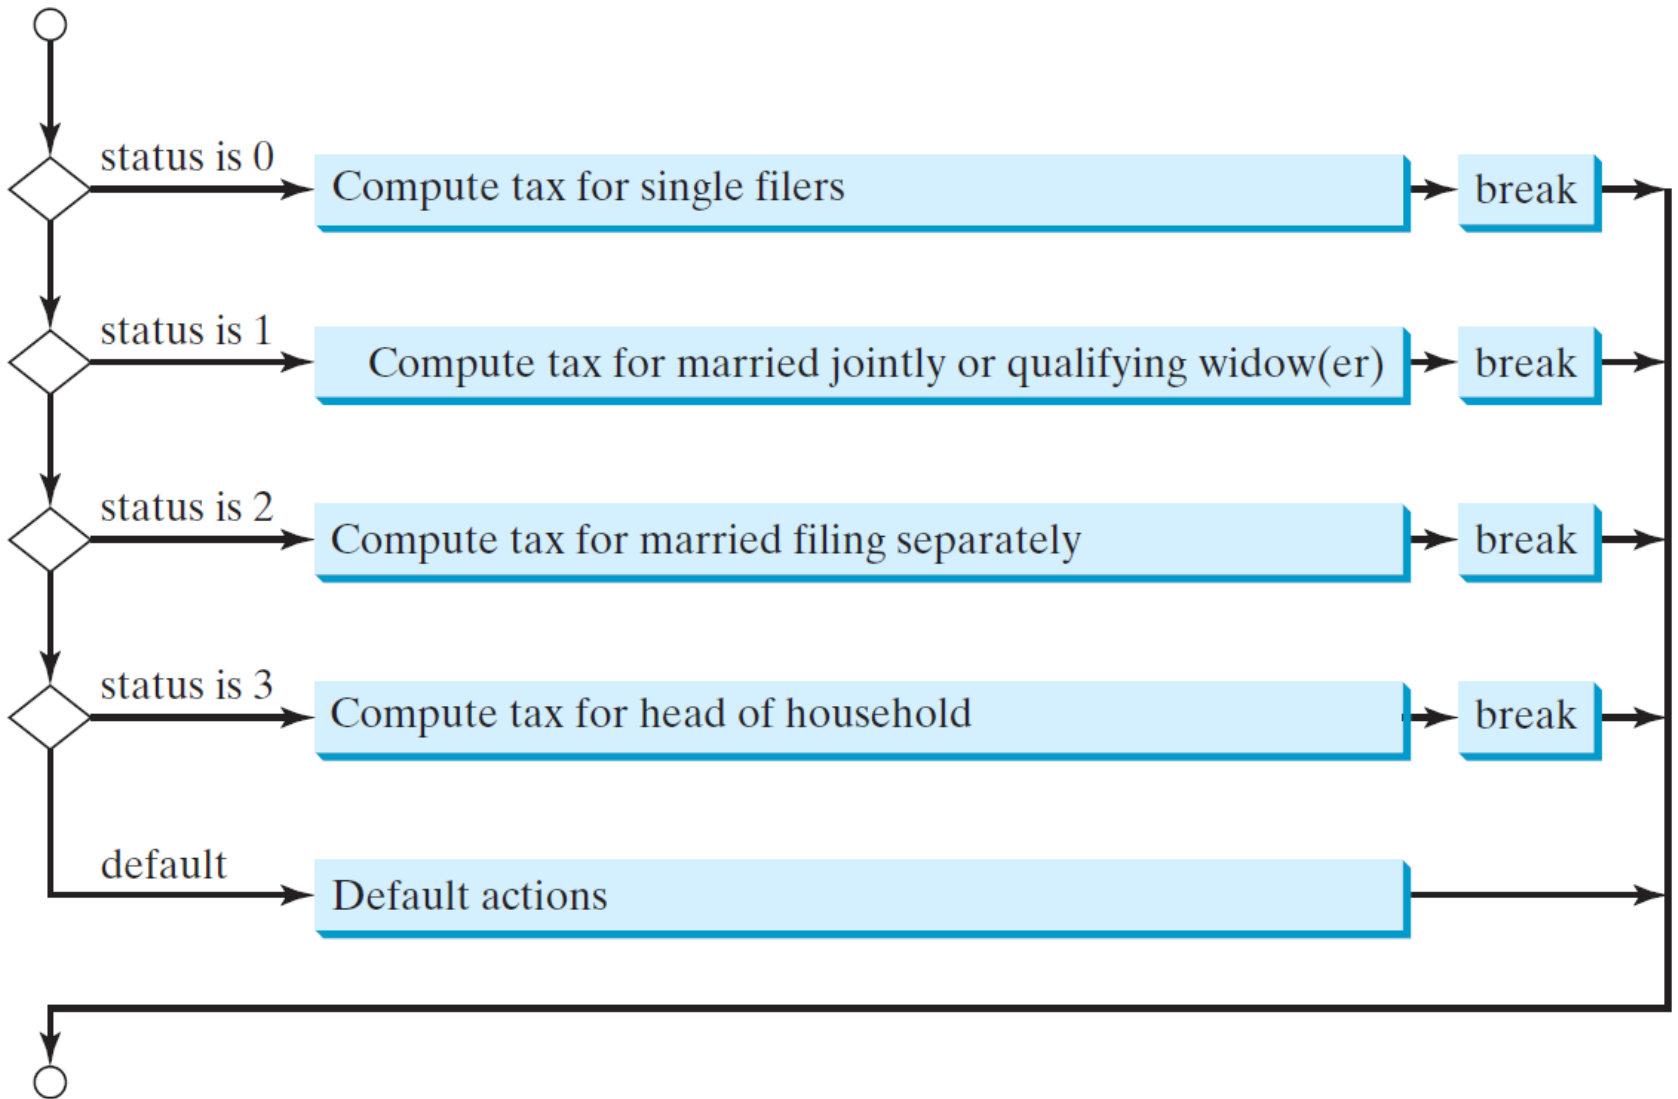 status is 0
Compute tax for single filers
break
status is 1
Compute tax for married jointly or qualifying widow(er)
break
status is 2
Compute tax for married filing separately
break
status is 3
Compute tax for head of household
break
default
Default actions